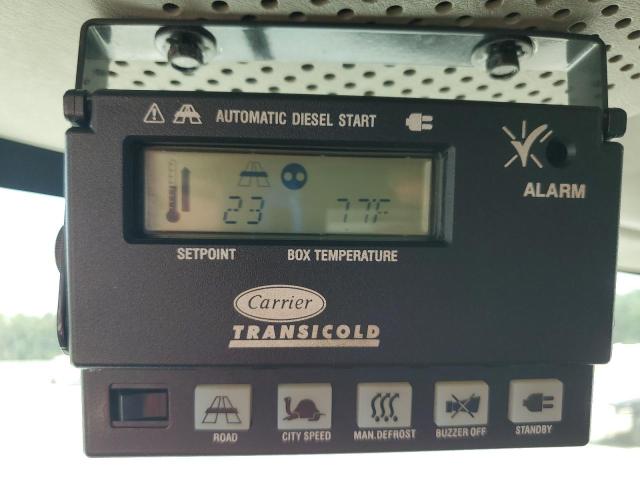 AUTOMATIC DIESEL START
ALARM
23 77°F
SETPOINT BOX TEMPERATURE
Carrier
TRANSICOLD
ROAD CITY SPEED MAN.DEFROST BUZZER OFF STANDBY